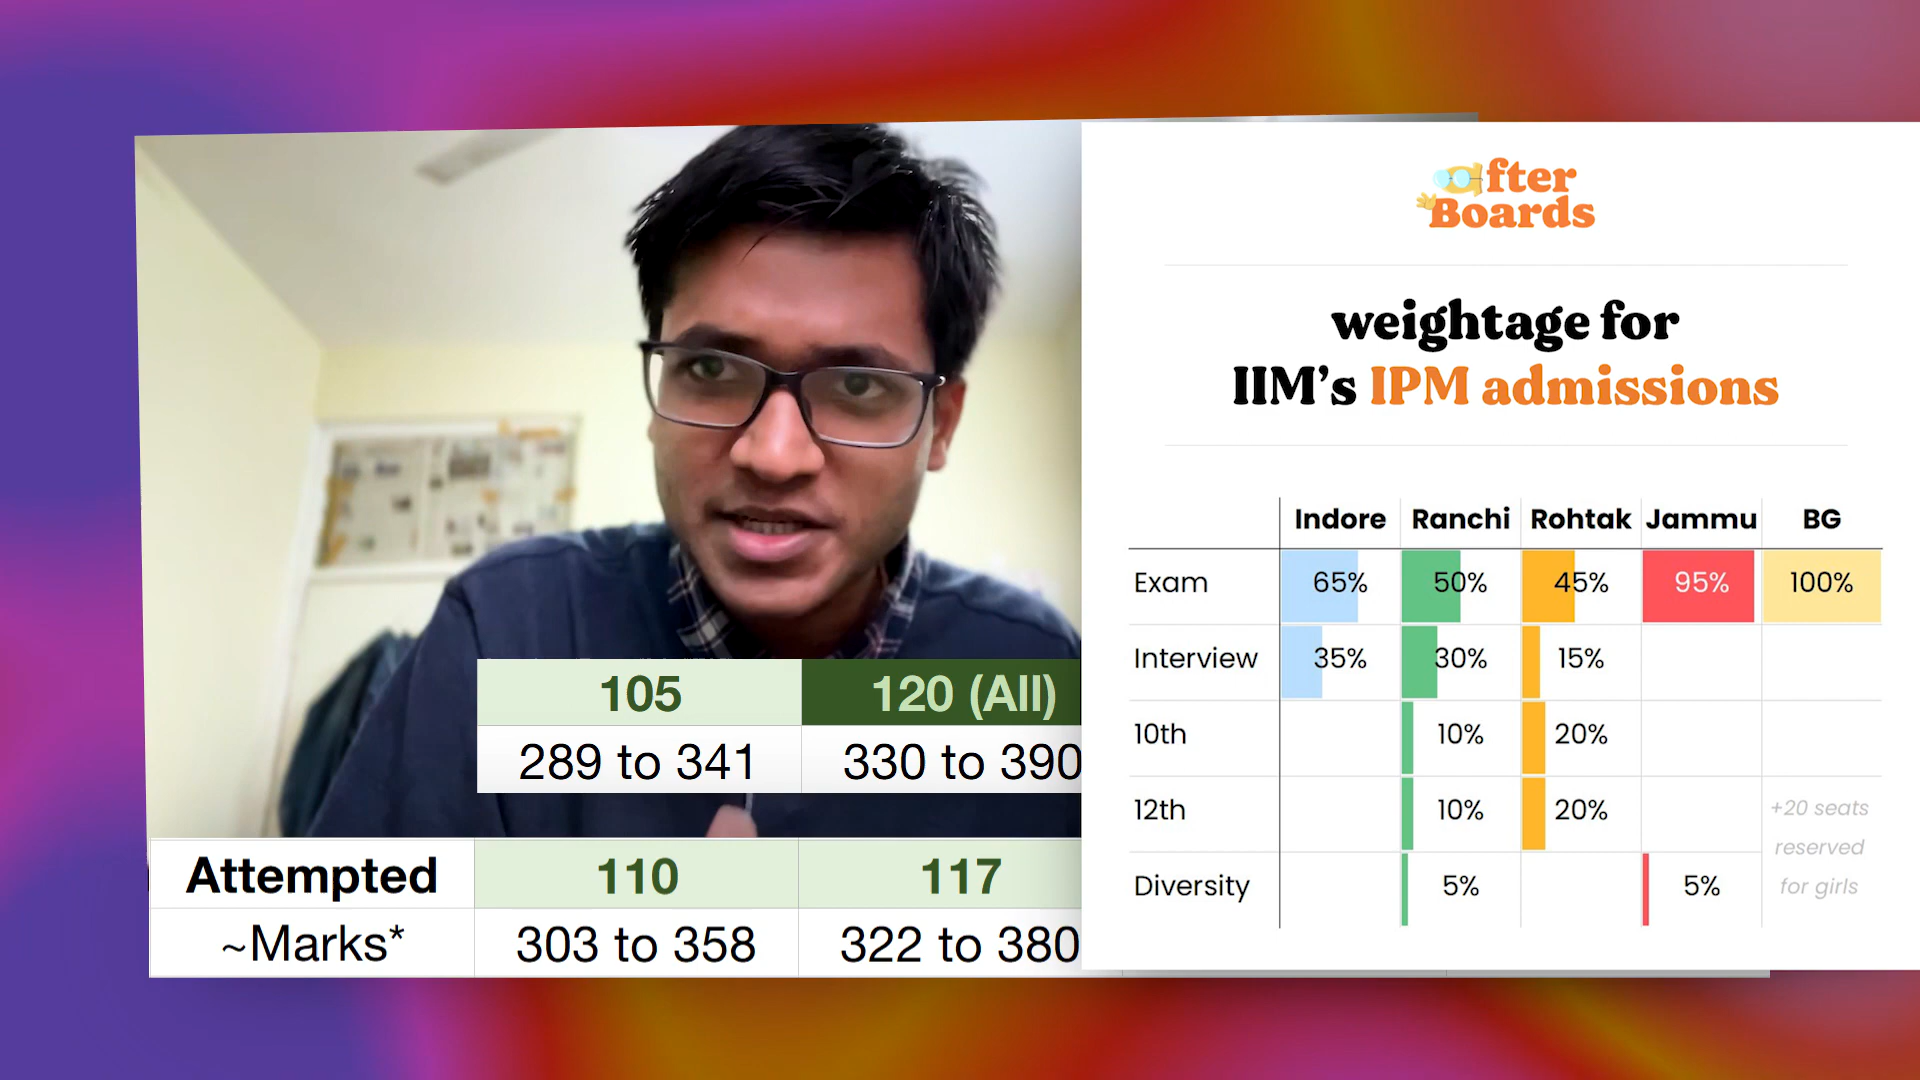 105 120 (All)
289 to 341 330 to 390
Attempted 110 117
~Marks* 303 to 358 322 to 380
fter
Boards
weightage for
IIM's IPM admissions
Indore Ranchi Rohtak Jammu BG
Exam 65% 50% 45% 95% 100%
Interview 35% 30% 15%
10th 10% 20%
12th 10% 20%
+20 seats
reserved
for girls
Diversity 5% 5%